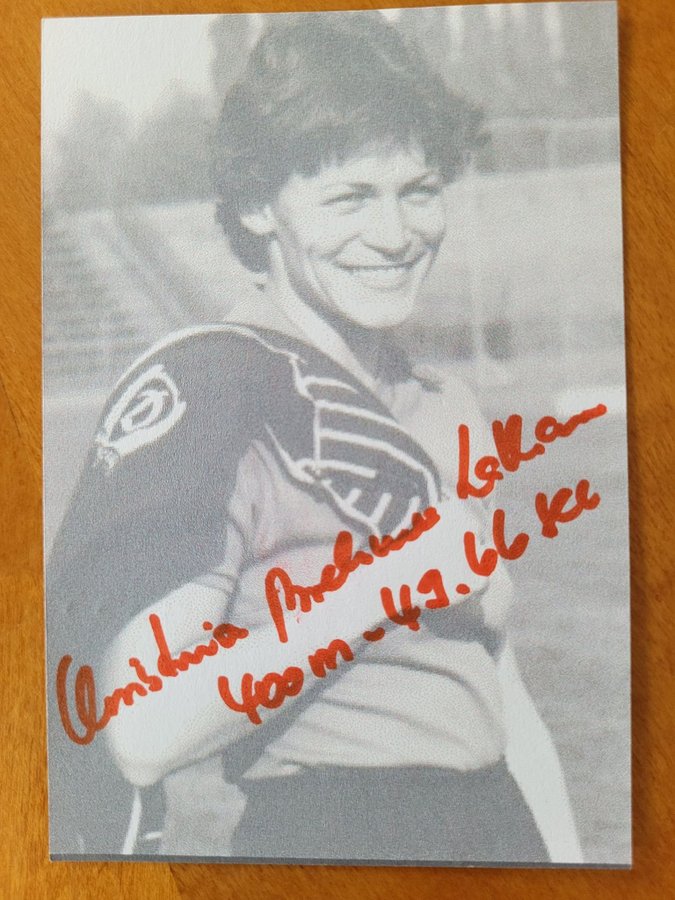 Christina Brehmer Lathan
400m - 49.66 sec